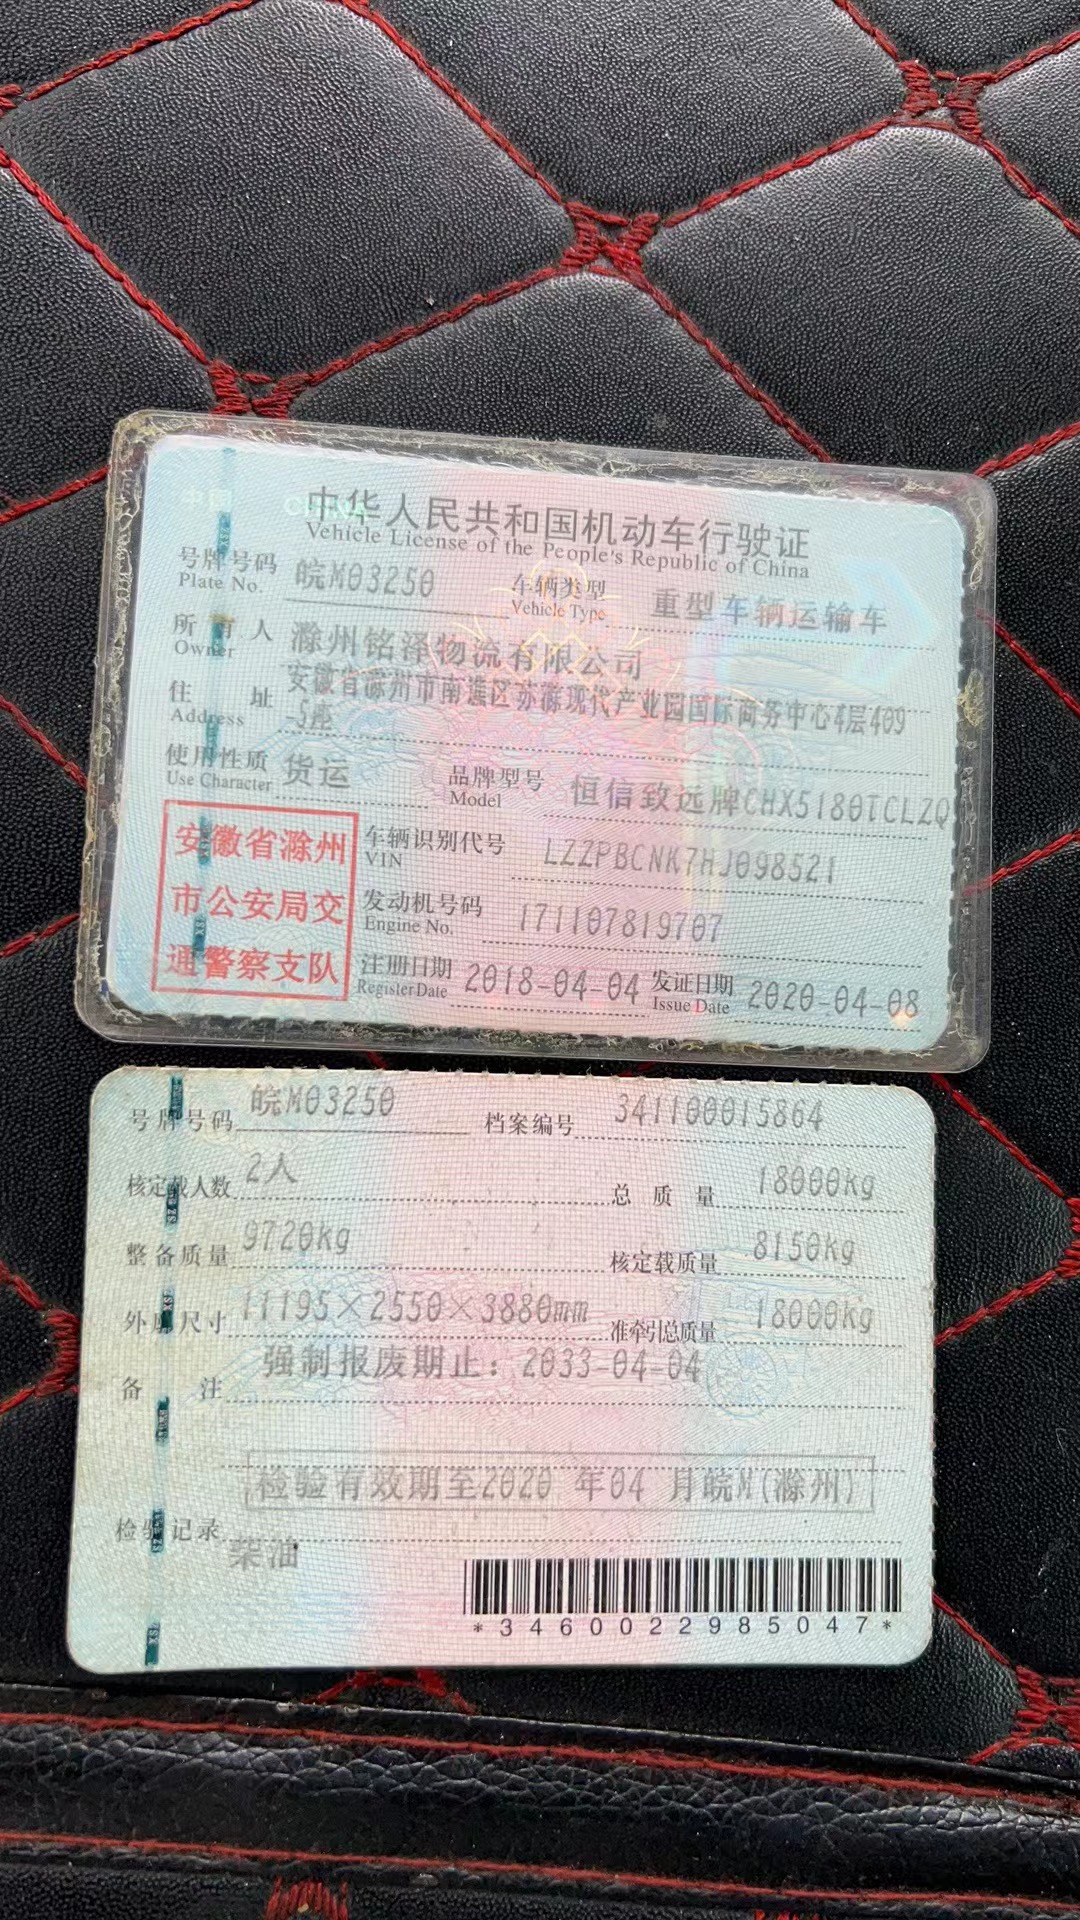 中华人民共和国机动车行驶证
Vehicle License of the People's Republic of China
号牌号码 皖M03250 车辆类型 重型车辆运输车
Plate No. Vehicle Type
所有人 滁州铭泽物流有限公司
Owner
住址 安徽省滁州市南谯区苏滁现代产业园国际商务中心4层409
Address -5座
使用性质 货运 品牌型号 恒信致远牌CHX5180TCLZQ
Use Character Model
安徽省滁州
市公安局交
通警察支队
车辆识别代号 LZZPBCNK7HJ098521
VIN
发动机号码 171107819707
Engine No.
注册日期 2018-04-04 发证日期 2020-04-08
Register Date Issue Date
号牌号码 皖M03250 档案编号 341100015864
核定载人数 2人 总质量 18000kg
整备质量 9720kg 核定载质量 8150kg
外廓尺寸 11195×2550×3880mm 准牵引总质量 18000kg
备注 强制报废期止：2033-04-04
检验有效期至2020 年04 月皖M(滁州)
检验记录
柴油
*3460022985047*